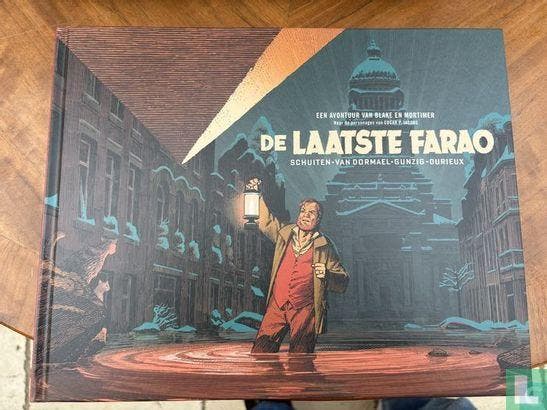 EEN AVONTUUR VAN BLAKE EN MORTIMER
Naar de personages van EDGAR P. JACOBS
DE LAATSTE FARAO
SCHUITEN-VAN DORMAEL-GUNZIG-DURIEUX